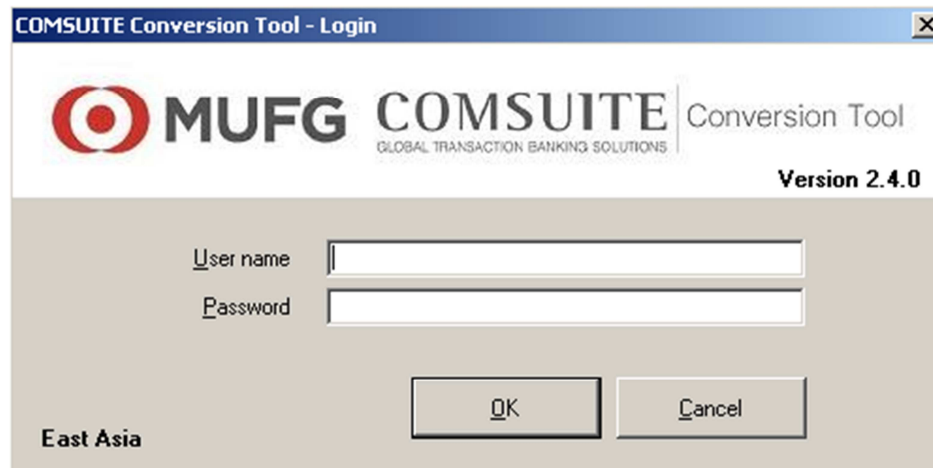 COMSUITE Conversion Tool - Login
MUFG COMSUITE Conversion Tool
GLOBAL TRANSACTION BANKING SOLUTIONS
Version 2.4.0
User name
Password
OK Cancel
East Asia